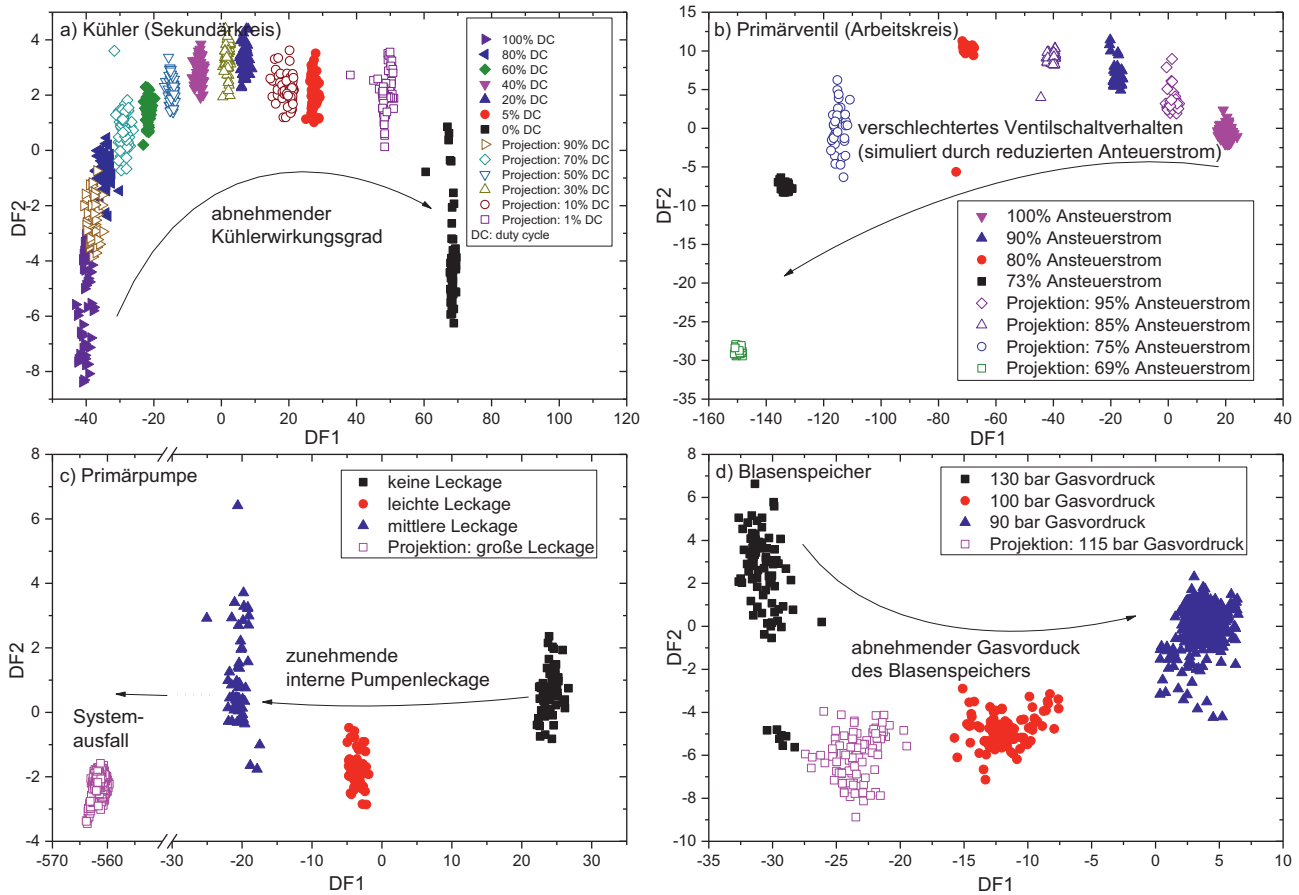 a) Kühler (Sekundärkreis)
100% DC
80% DC
60% DC
40% DC
20% DC
5% DC
0% DC
Projection: 90% DC
Projection: 70% DC
Projection: 50% DC
Projection: 30% DC
Projection: 10% DC
Projection: 1% DC
DC: duty cycle
abnehmender
Kühlerwirkungsgrad
DF2
4
2
0
-2
-4
-6
-8
-40
-20
0
20
40
60
80
100
120
DF1
b) Primärventil (Arbeitskreis)
verschlechtertes Ventilschaltverhalten
(simuliert durch reduzierten Anteuerstrom)
100% Ansteuerstrom
90% Ansteuerstrom
80% Ansteuerstrom
73% Ansteuerstrom
Projektion: 95% Ansteuerstrom
Projektion: 85% Ansteuerstrom
Projektion: 75% Ansteuerstrom
Projektion: 69% Ansteuerstrom
DF2
15
10
5
0
-5
-10
-15
-20
-25
-30
-35
-160
-140
-120
-100
-80
-60
-40
-20
0
20
40
DF1
c) Primärpumpe
keine Leckage
leichte Leckage
mittlere Leckage
Projektion: große Leckage
zunehmende
interne Pumpenleckage
System-
ausfall
DF2
8
6
4
2
0
-2
-4
-570
-560
-30
-20
-10
0
10
20
30
DF1
d) Blasenspeicher
130 bar Gasvordruck
100 bar Gasvordruck
90 bar Gasvordruck
Projektion: 115 bar Gasvordruck
abnehmender Gasvorduck
des Blasenspeichers
DF2
8
6
4
2
0
-2
-4
-6
-8
-10
-35
-30
-25
-20
-15
-10
-5
0
5
10
DF1